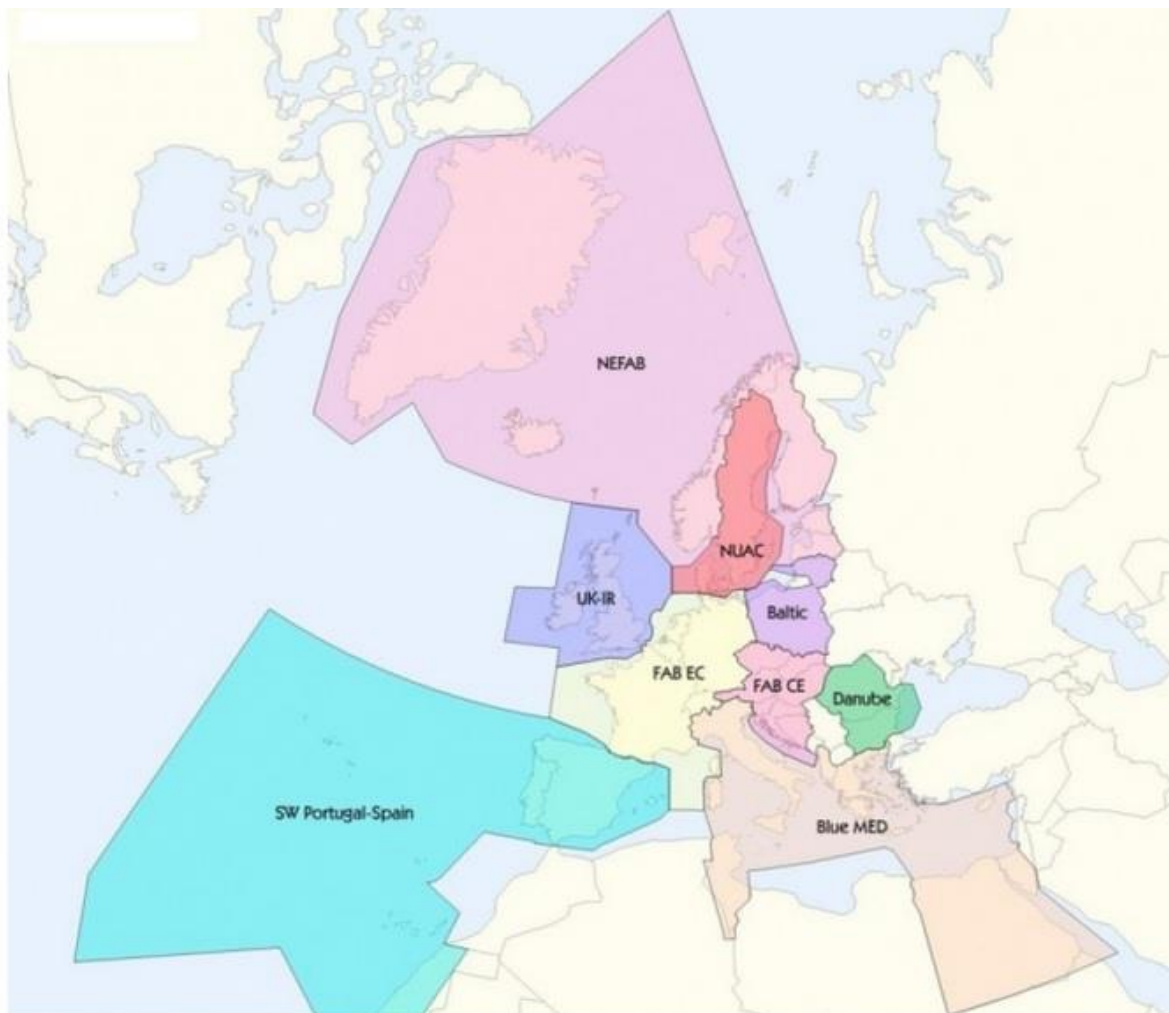 NEFAB
NUAC
UK-IR
Baltic
FAB EC
FAB CE
Danube
SW Portugal-Spain
Blue MED